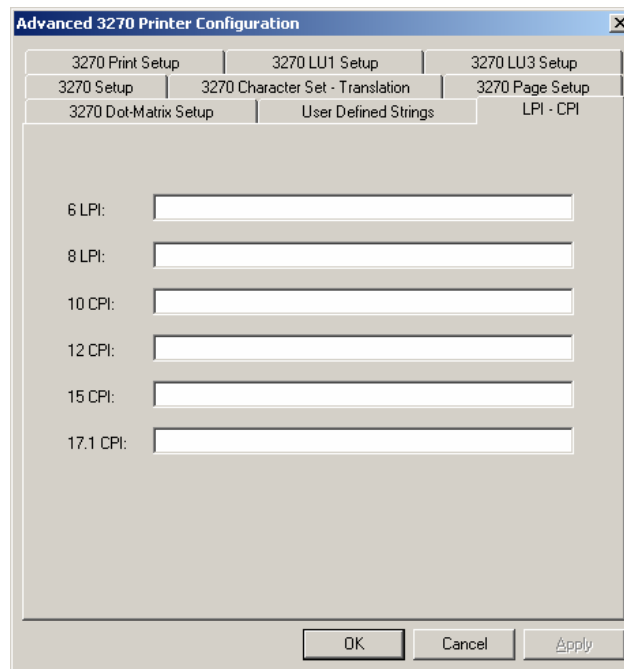 Advanced 3270 Printer Configuration
3270 Print Setup 3270 LU1 Setup 3270 LU3 Setup
3270 Setup 3270 Character Set - Translation 3270 Page Setup
3270 Dot-Matrix Setup User Defined Strings LPI - CPI
6 LPI:
8 LPI:
10 CPI:
12 CPI:
15 CPI:
17.1 CPI:
OK Cancel Apply